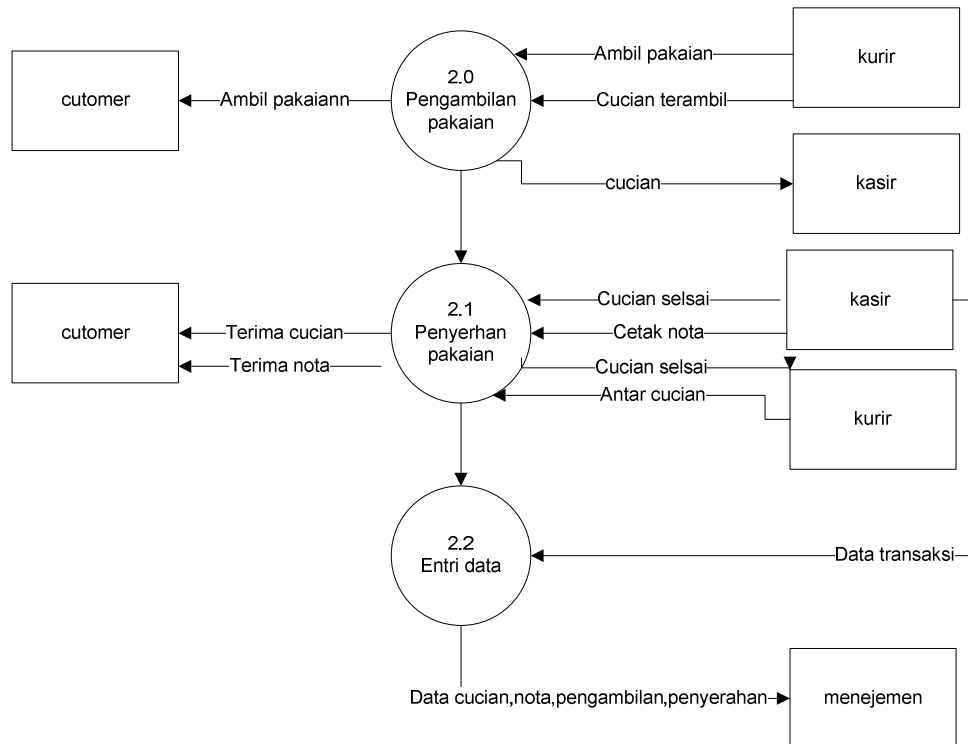 cutomer
Ambil pakaiann
2.0
Pengambilan
pakaian
Ambil pakaian
Cucian terambil
kurir
cucian
kasir
cutomer
Terima cucian
Terima nota
2.1
Penyerhan
pakaian
Cucian selsai
Cetak nota
Cucian selsai
Antar cucian
kasir
kurir
2.2
Entri data
Data transaksi
Data cucian,nota,pengambilan,penyerahan
menejemen